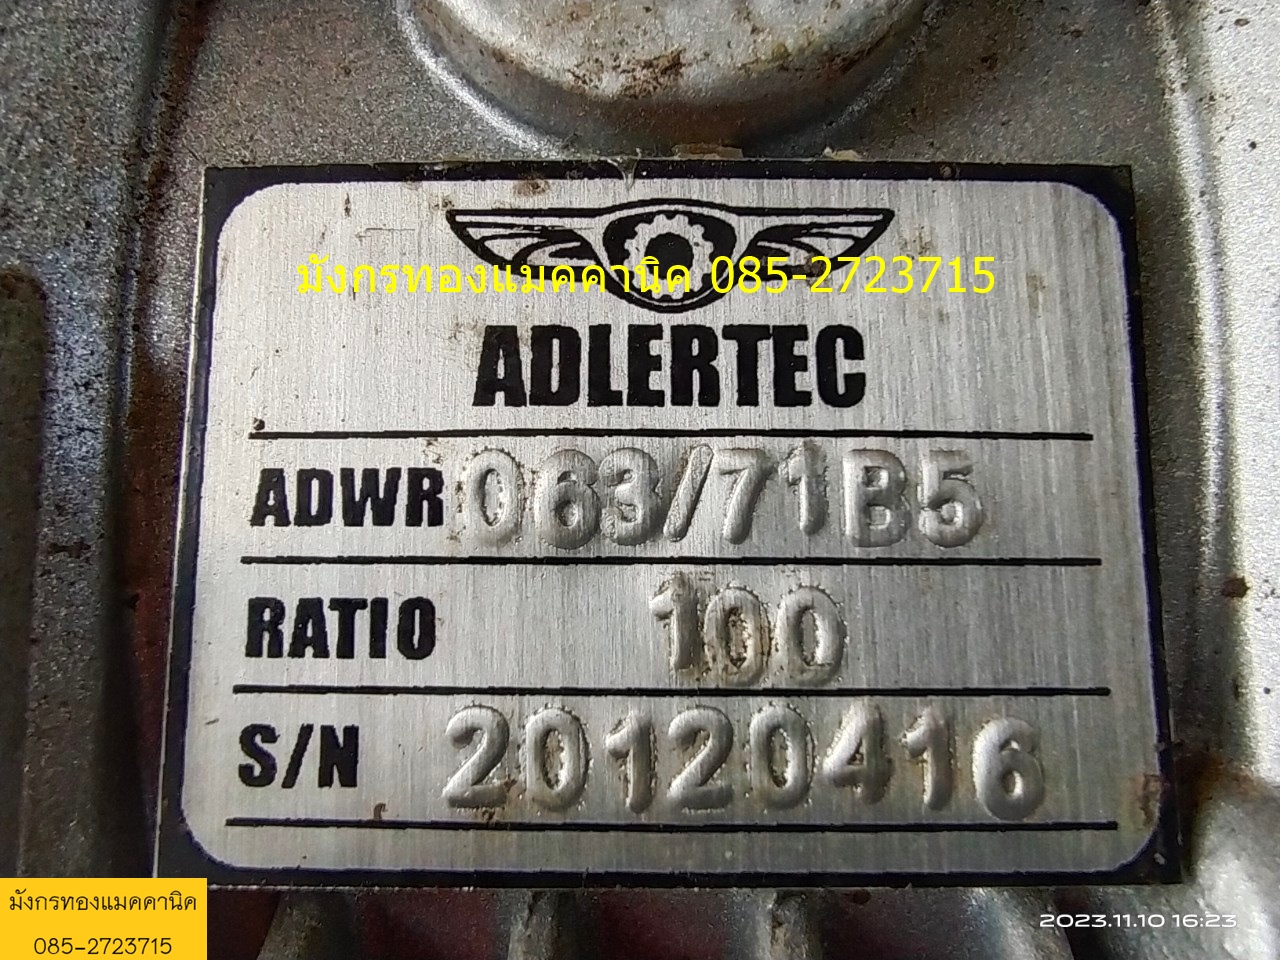 มังกรทองแมคคานิค 085-2723715
ADLERTEC
ADWR 063/71B5
RATIO 100
S/N 20120416
มังกรทองแมคคานิค
085-2723715
2023.11.10 16:23